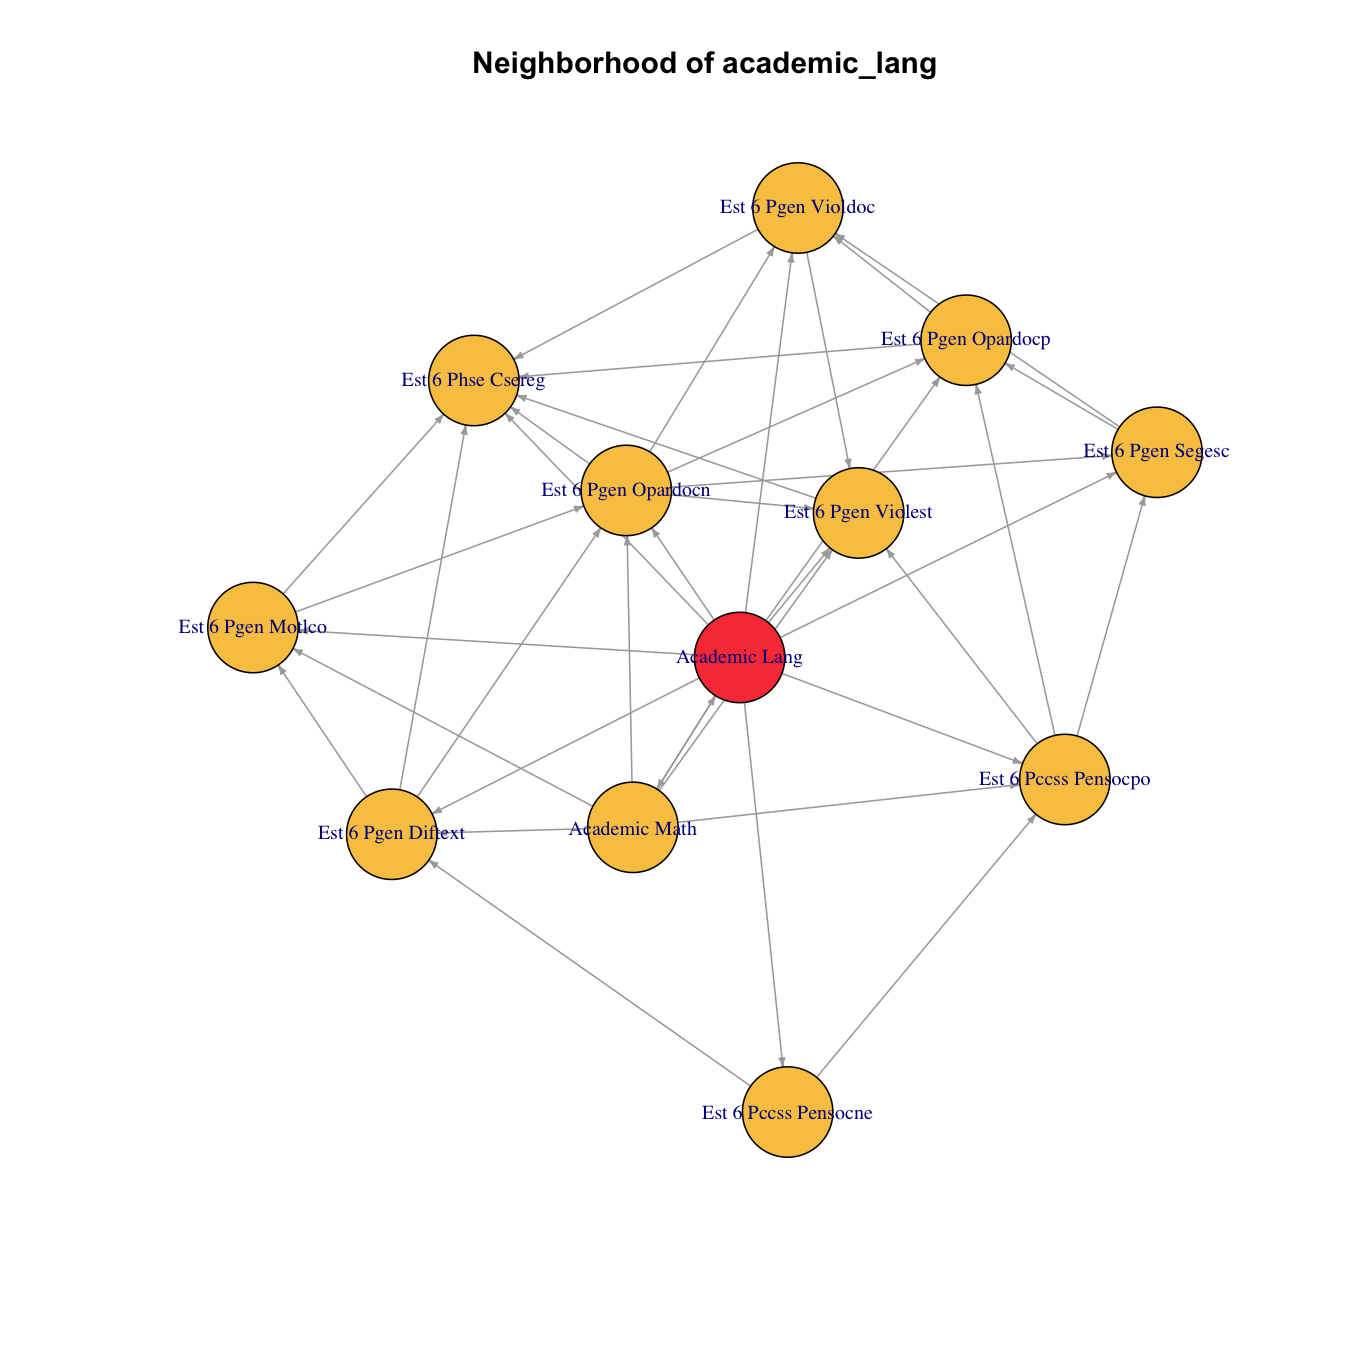 Neighborhood of academic_lang
Est 6 Pgen Violdoc
Est 6 Pgen Opardocp
Est 6 Phse Csereg
Est 6 Pgen Segesc
Est 6 Pgen Opardocn
Est 6 Pgen Violest
Est 6 Pgen Motlco
Academic Lang
Est 6 Pccss Pensocpo
Est 6 Pgen Diftext
Academic Math
Est 6 Pccss Pensocne